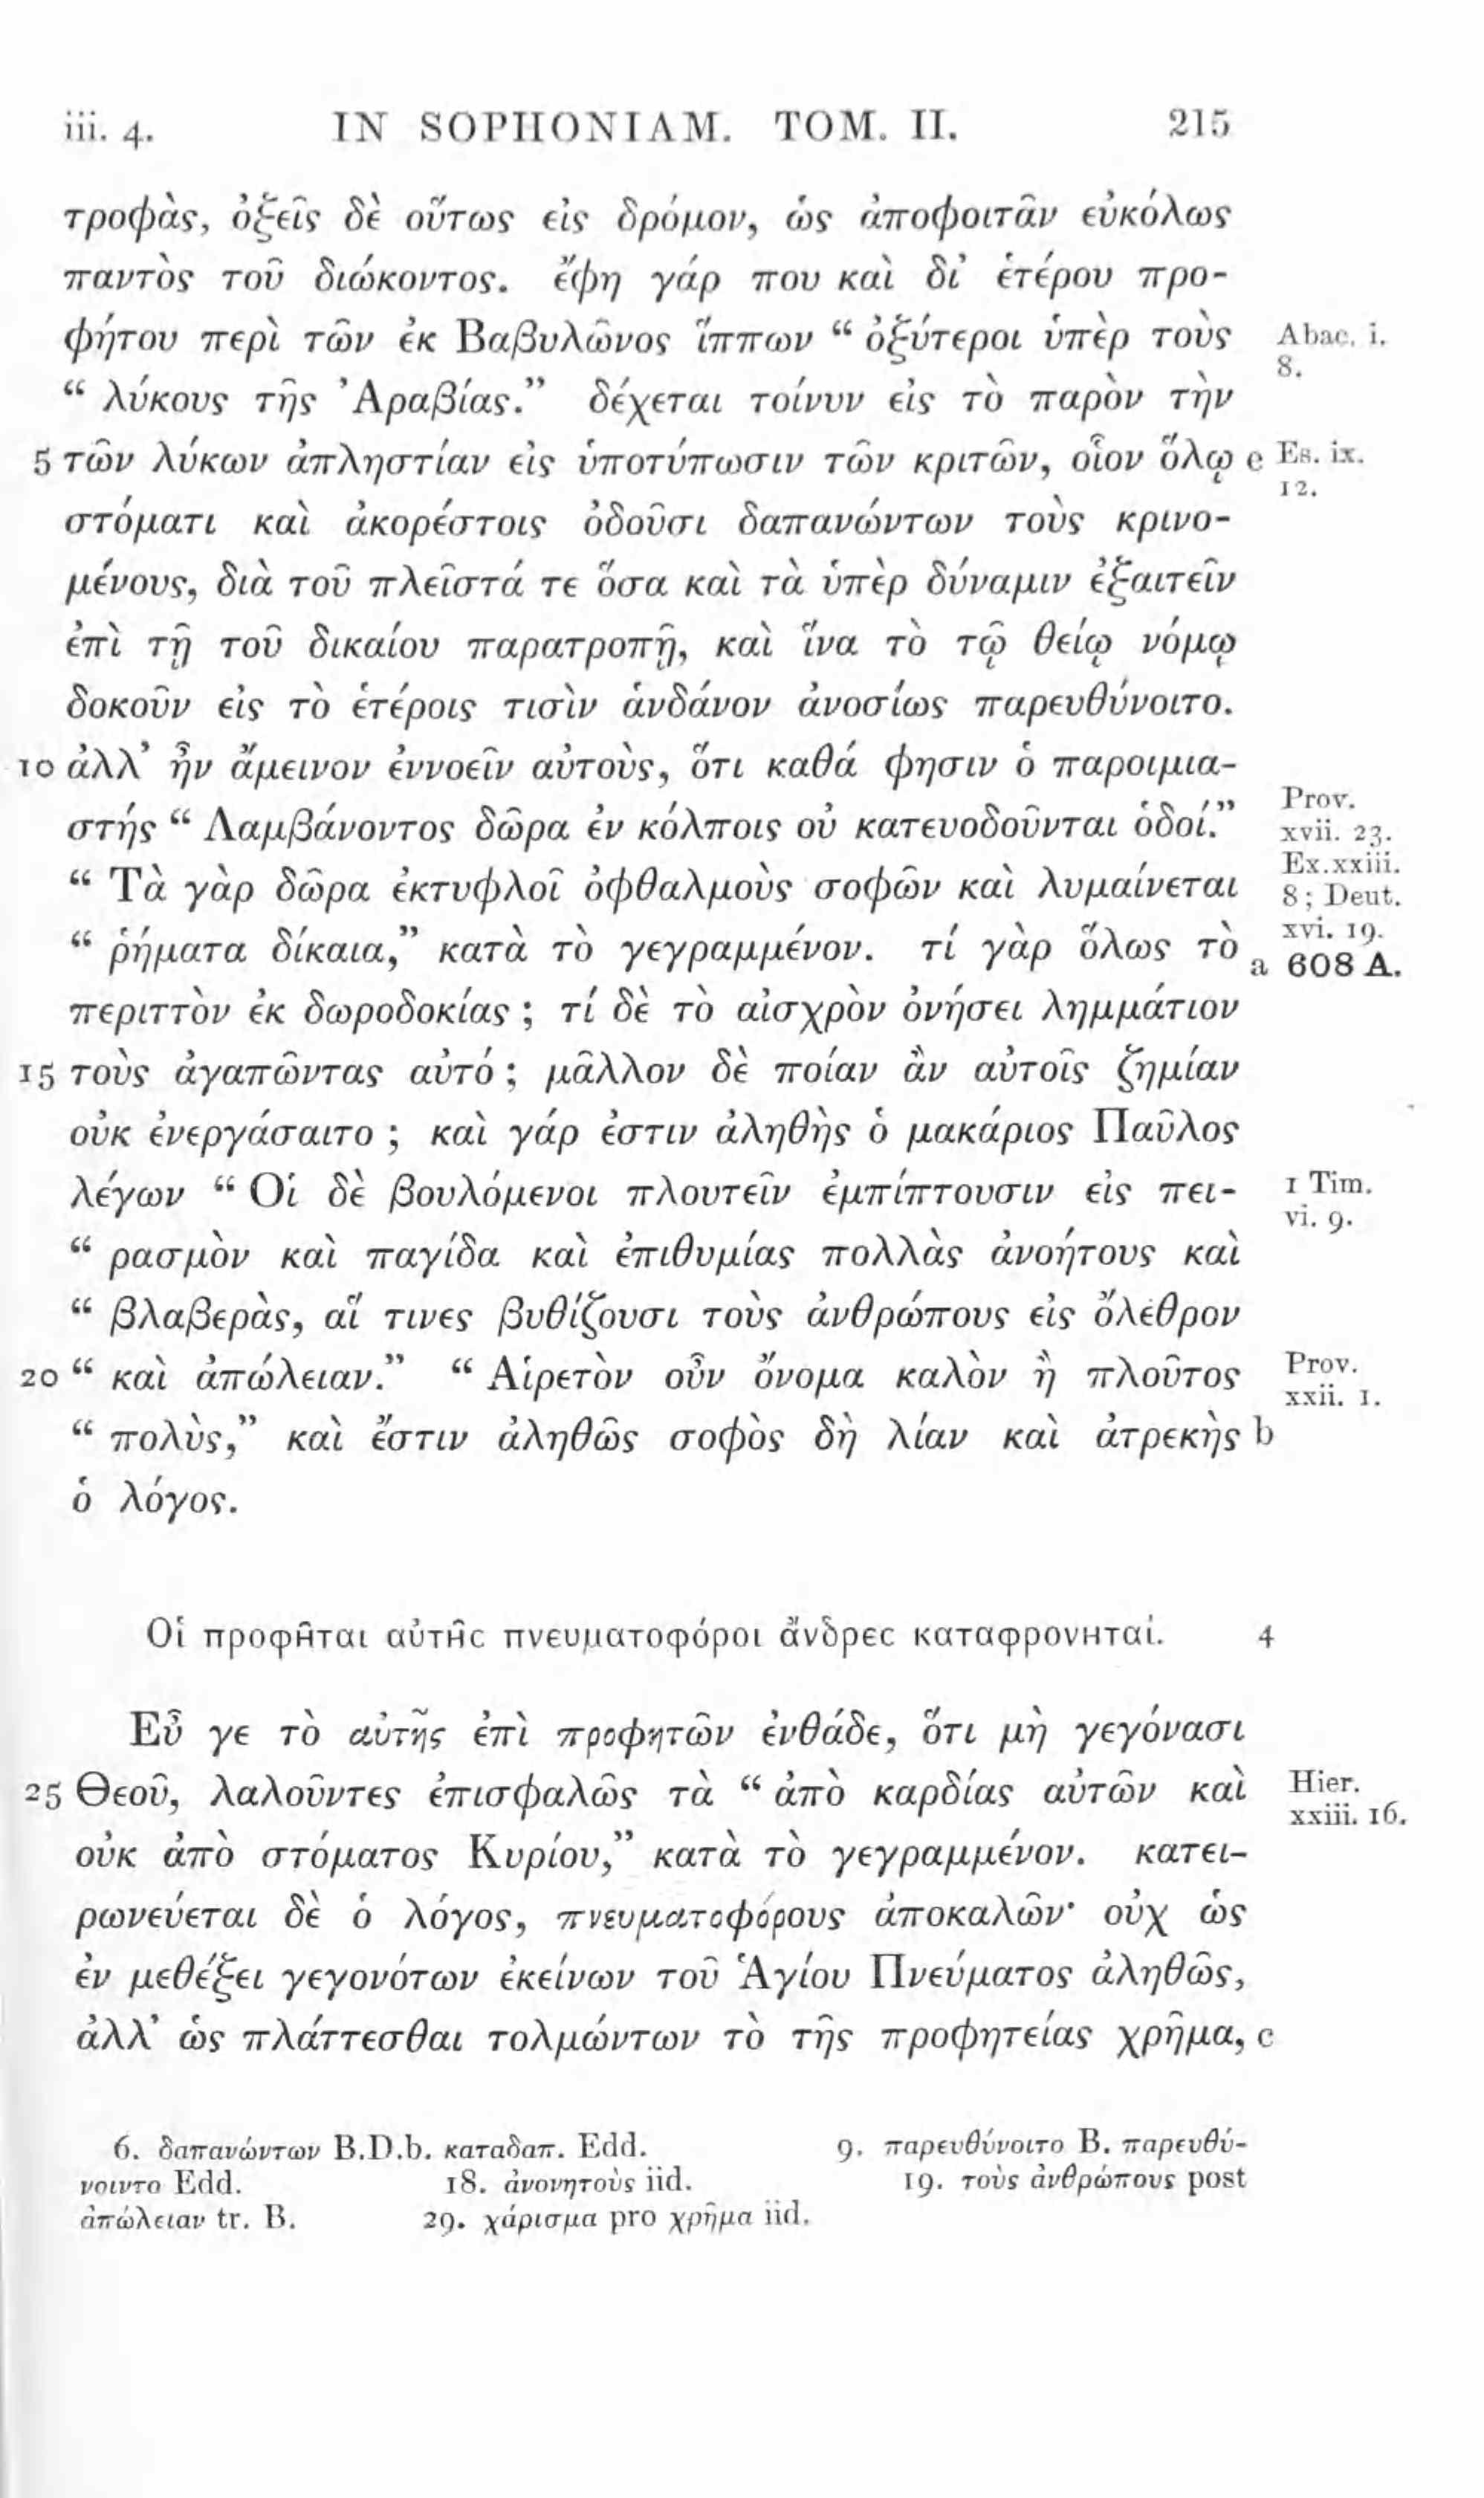 iii. 4. IN SOPHONIAM. TOM. II. 215
τροφὰς, ὀξεῖς δὲ οὕτως εἰς δρόμον, ὡς ἀποφοιτᾶν εὐκόλως
παντὸς τοῦ διώκοντος. ἔφη γάρ που καὶ δι’ ἑτέρου προ-
φήτου περὶ τῶν ἐκ Βαβυλῶνος ἵππων “ ὀξύτεροι ὑπὲρ τοὺς Abac. i.
8.
“ λύκους τῆς Ἀραβίας.” δέχεται τοίνυν εἰς τὸ παρὸν τὴν
5 τῶν λύκων ἀπληστίαν εἰς ὑποτύπωσιν τῶν κριτῶν, οἷον ὅλῳ e Es. ix.
12.
στόματι καὶ ἀκορέστοις ὀδοῦσι δαπανώντων τοὺς κρινο-
μένους, διὰ τοῦ πλεῖστά τε ὅσα καὶ τὰ ὑπὲρ δύναμιν ἐξαιτεῖν
ἐπὶ τῇ τοῦ δικαίου παρατροπῇ, καὶ ἵνα τὸ τῷ θείῳ νόμῳ
δοκοῦν εἰς τὸ ἑτέροις τισὶν ἁνδάνον ἀνοσίως παρευθύνοιτο.
10 ἀλλ’ ἦν ἄμεινον ἐννοεῖν αὐτοὺς, ὅτι καθά φησιν ὁ παροιμια-
στής “ Λαμβάνοντος δῶρα ἐν κόλποις οὐ κατευοδοῦνται ὁδοί.” Prov.
xvii. 23.
“ Τὰ γὰρ δῶρα ἐκτυφλοῖ ὀφθαλμοὺς σοφῶν καὶ λυμαίνεται Ex.xxiii.
8; Deut.
“ ῥήματα δίκαια,” κατὰ τὸ γεγραμμένον. τί γὰρ ὅλως τὸ xvi. 19.
a 608 A.
περιττὸν ἐκ δωροδοκίας ; τί δὲ τὸ αἰσχρὸν ὀνήσει λημμάτιον
15 τοὺς ἀγαπῶντας αὐτό ; μᾶλλον δὲ ποίαν ἂν αὐτοῖς ζημίαν
οὐκ ἐνεργάσαιτο ; καὶ γάρ ἐστιν ἀληθὴς ὁ μακάριος Παῦλος
λέγων “ Οἱ δὲ βουλόμενοι πλουτεῖν ἐμπίπτουσιν εἰς πει- 1 Tim.
vi. 9.
“ ρασμὸν καὶ παγίδα καὶ ἐπιθυμίας πολλὰς ἀνοήτους καὶ
“ βλαβερὰς, αἵ τινες βυθίζουσι τοὺς ἀνθρώπους εἰς ὄλεθρον
20 “ καὶ ἀπώλειαν.” “ Αἱρετὸν οὖν ὄνομα καλὸν ἢ πλοῦτος Prov.
xxii. 1.
“ πολὺς,” καὶ ἔστιν ἀληθῶς σοφὸς δὴ λίαν καὶ ἀτρεκὴς b
ὁ λόγος.
Οἱ προφῆται αὐτῆς πνευματοφόροι ἄνδρες καταφρονηταί. 4
Εὖ γε τὸ αὐτῆς ἐπὶ προφητῶν ἐνθάδε, ὅτι μὴ γεγόνασι
25 Θεοῦ, λαλοῦντες ἐπισφαλῶς τὰ “ ἀπὸ καρδίας αὐτῶν καὶ Hier.
xxiii. 16.
οὐκ ἀπὸ στόματος Κυρίου,” κατὰ τὸ γεγραμμένον. κατει-
ρωνεύεται δὲ ὁ λόγος, πνευματοφόρους ἀποκαλῶν· οὐχ ὡς
ἐν μεθέξει γεγονότων ἐκείνων τοῦ Ἁγίου Πνεύματος ἀληθῶς,
ἀλλ’ ὡς πλάττεσθαι τολμώντων τὸ τῆς προφητείας χρῆμα, c
6. δαπανώντων B.D.b. καταδαπ. Edd. 9. παρευθύνοιτο B. παρευθύ-
νοιντο Edd. 18. ἀνονητοὺς iid. 19. τοὺς ἀνθρώπους post
ἀπώλειαν tr. B. 29. χάρισμα pro χρῆμα iid.